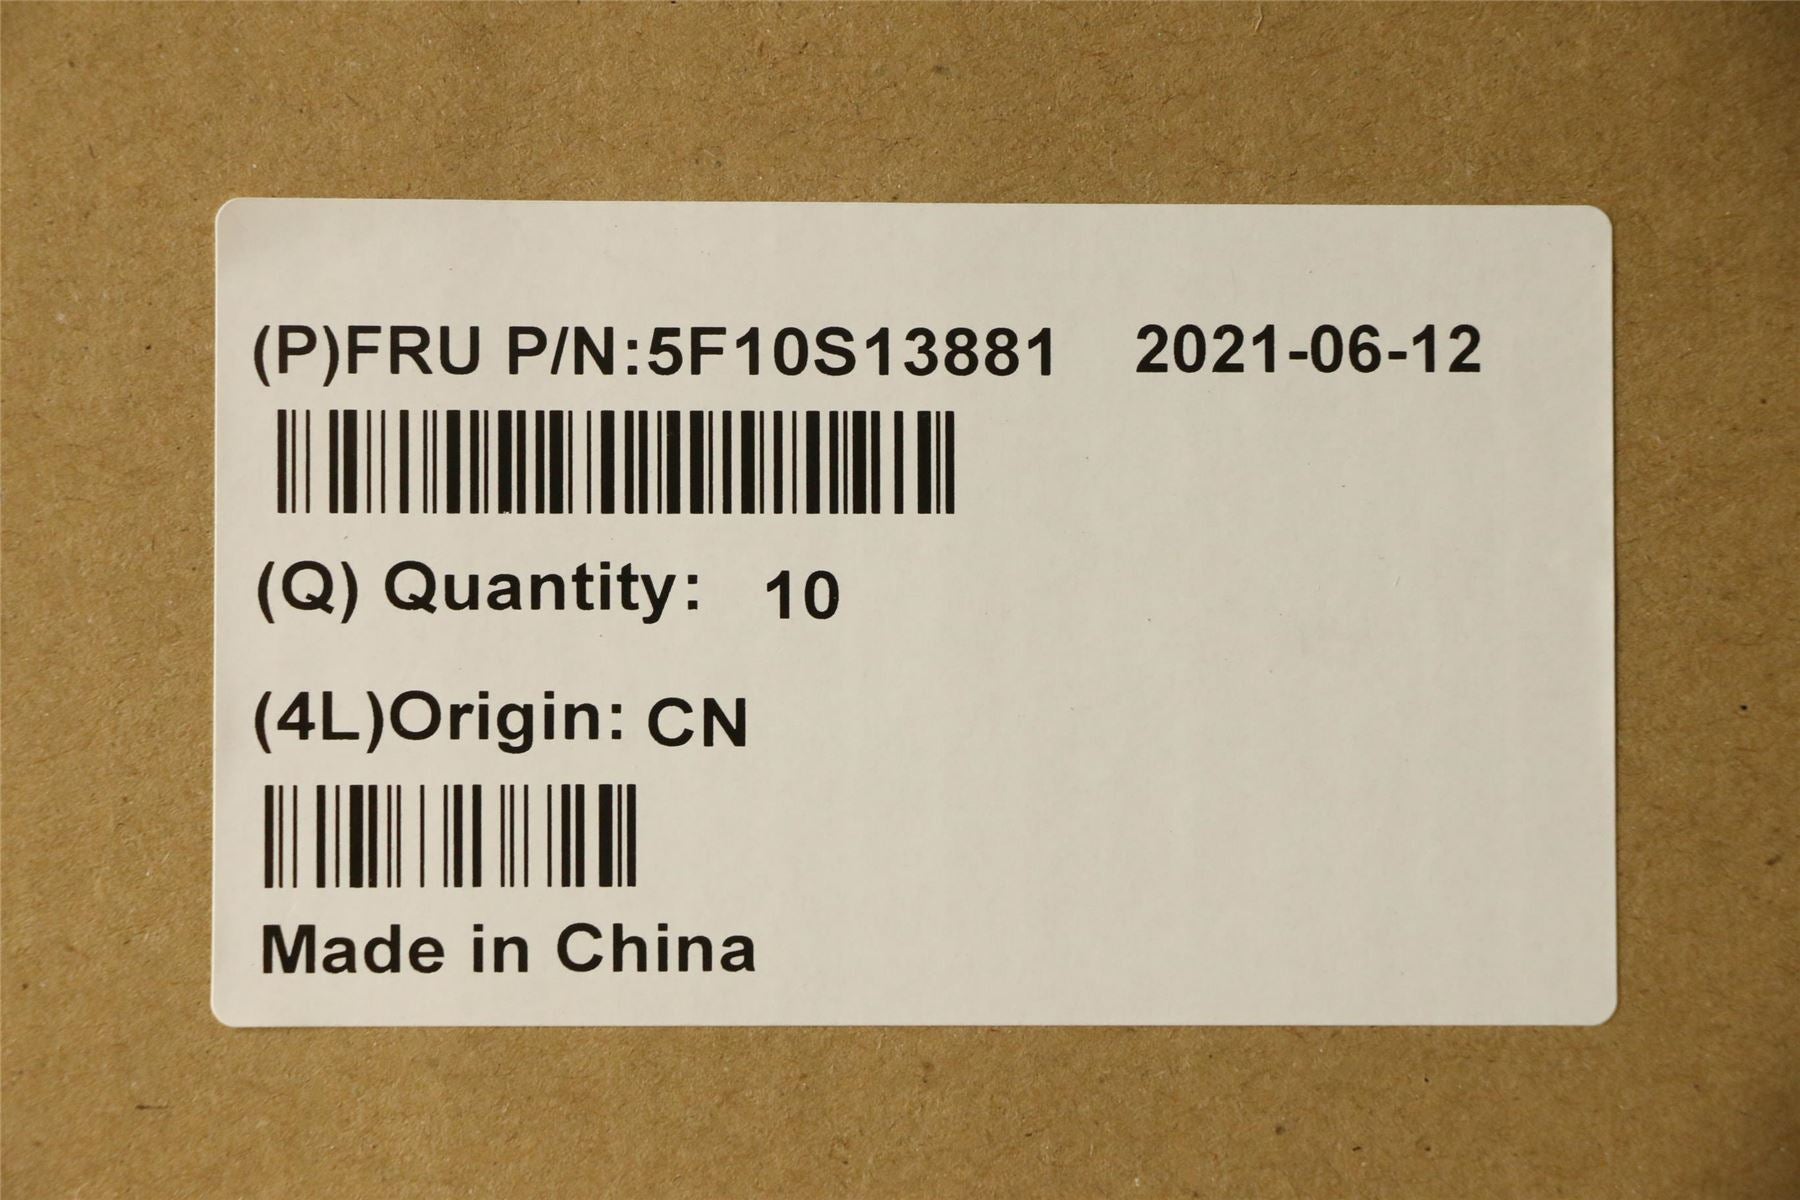 (P)FRU P/N:5F10S13881 2021-06-12
(Q) Quantity: 10
(4L)Origin: CN
Made in China